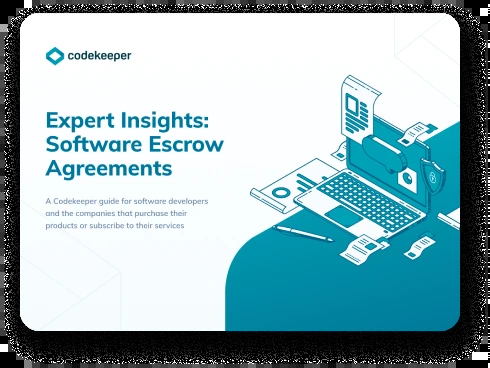 codekeeper
Expert Insights:
Software Escrow
Agreements
A Codekeeper guide for software developers
and the companies that purchase their
products or subscribe to their services